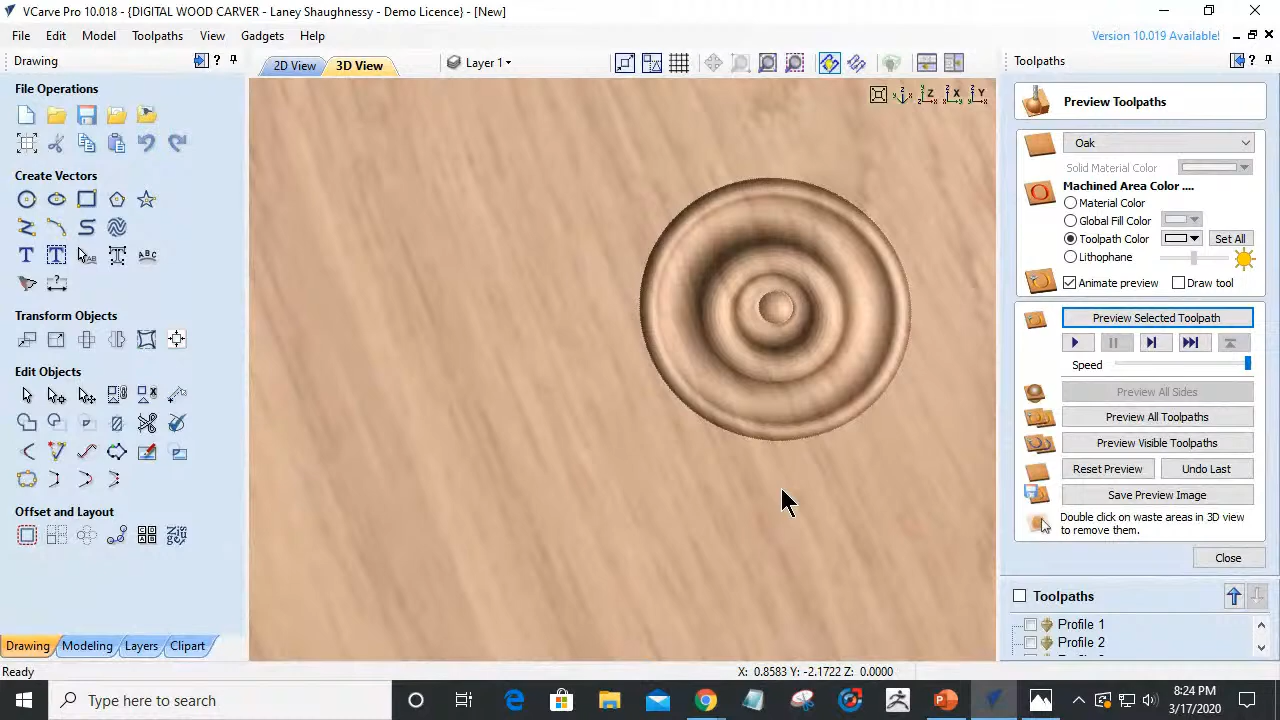 VCarve Pro 10.018 - {DIGITAL WOOD CARVER - Laney Shaughnessy - Demo Licence} - [New]
File Edit Model Toolpaths View Gadgets Help
Version 10.019 Available!
Drawing
2D View
3D View
Layer 1
Toolpaths
File Operations
Create Vectors
Transform Objects
Edit Objects
Offset and Layout
Drawing
Modeling
Layers
Clipart
Preview Toolpaths
Oak
Solid Material Color
Machined Area Color ....
Material Color
Global Fill Color
Toolpath Color
Set All
Lithophane
Animate preview
Draw tool
Preview Selected Toolpath
Speed
Preview All Sides
Preview All Toolpaths
Preview Visible Toolpaths
Reset Preview
Undo Last
Save Preview Image
Double click on waste areas in 3D view
to remove them.
Close
Toolpaths
Profile 1
Profile 2
Ready
X: 0.8583 Y: -2.1722 Z: 0.0000
Type here to search
8:24 PM
3/17/2020